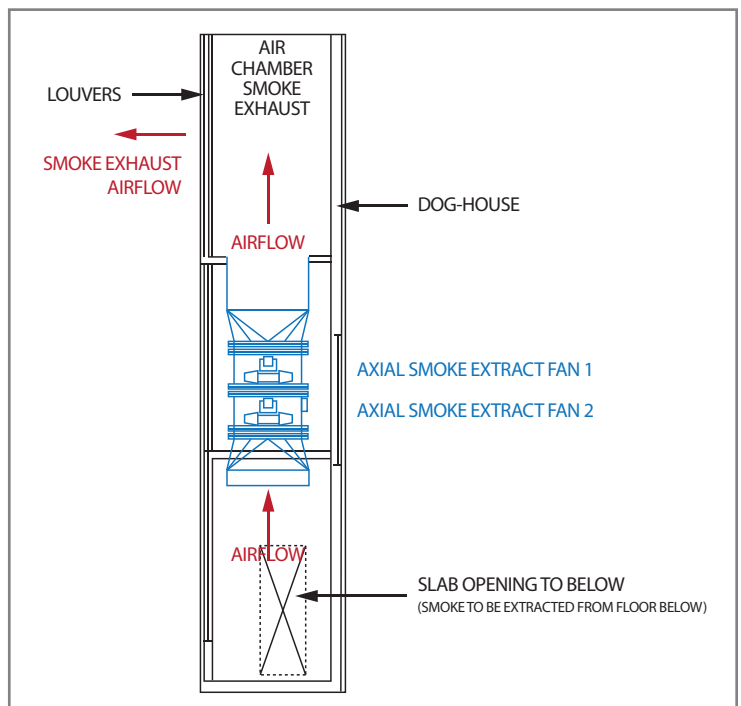 AIR
CHAMBER
SMOKE
EXHAUST
LOUVERS
SMOKE EXHAUST
AIRFLOW
DOG-HOUSE
AIRFLOW
AXIAL SMOKE EXTRACT FAN 1
AXIAL SMOKE EXTRACT FAN 2
AIRFLOW
SLAB OPENING TO BELOW
(SMOKE TO BE EXTRACTED FROM FLOOR BELOW)